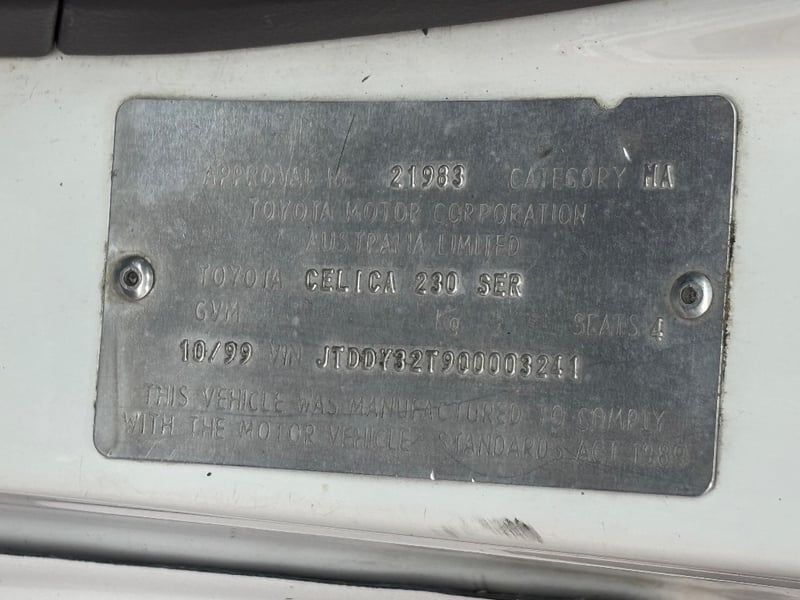 APPROVAL No 21983 CATEGORY MA
TOYOTA MOTOR CORPORATION
AUSTRALIA LIMITED
TOYOTA CELICA 230 SER
GVM Kg SEATS 4
10/99 VIN JTDDY32T900003241
THIS VEHICLE WAS MANUFACTURED TO COMPLY
WITH THE MOTOR VEHICLE STANDARDS ACT 1989